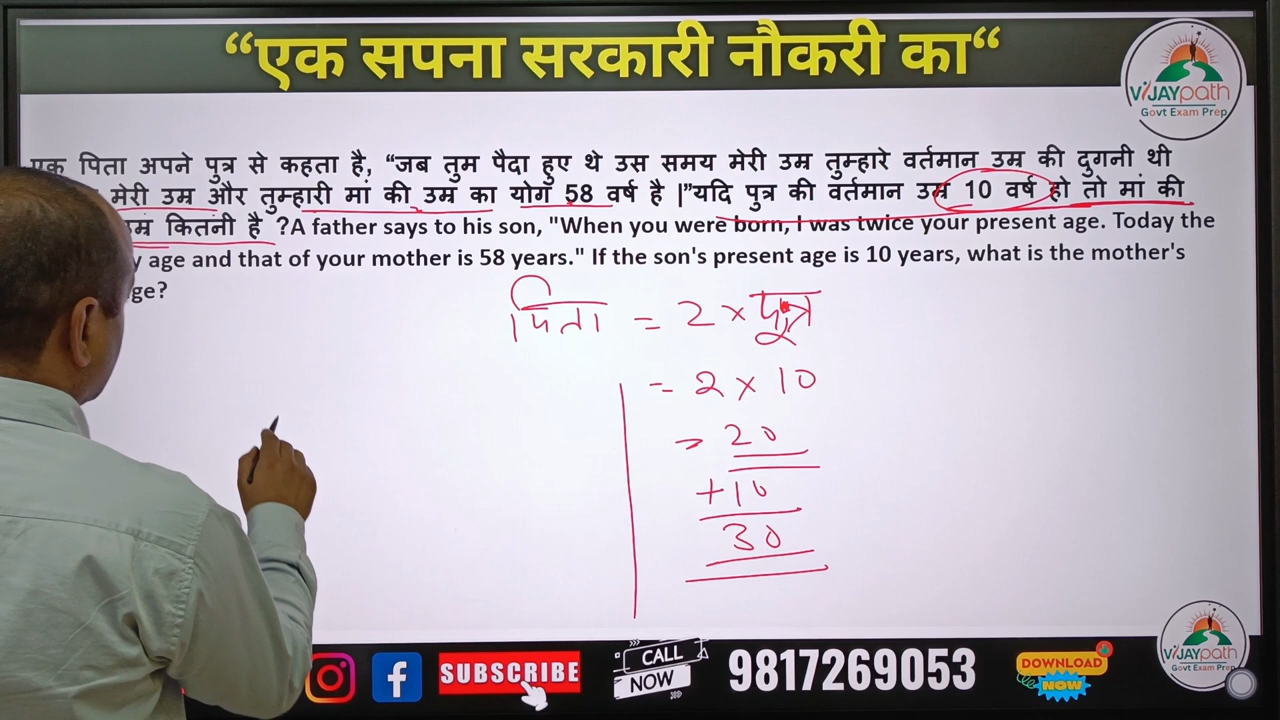 “एक सपना सरकारी नौकरी का“
VIJAYpath
Govt Exam Prep
एक पिता अपने पुत्र से कहता है, “जब तुम पैदा हुए थे उस समय मेरी उम्र तुम्हारे वर्तमान उम्र की दुगनी थी
मेरी उम्र और तुम्हारी मां की उम्र का योग 58 वर्ष है |”यदि पुत्र की वर्तमान उम्र 10 वर्ष हो तो मां की
कितनी है ?A father says to his son, "When you were born, I was twice your present age. Today the
age and that of your mother is 58 years." If the son's present age is 10 years, what is the mother's
पिता = 2 × पुत्र
= 2 × 10
20
+10
30
SUBSCRIBE
CALL
NOW
9817269053
DOWNLOAD
NOW
VIJAYpath
Govt Exam Prep